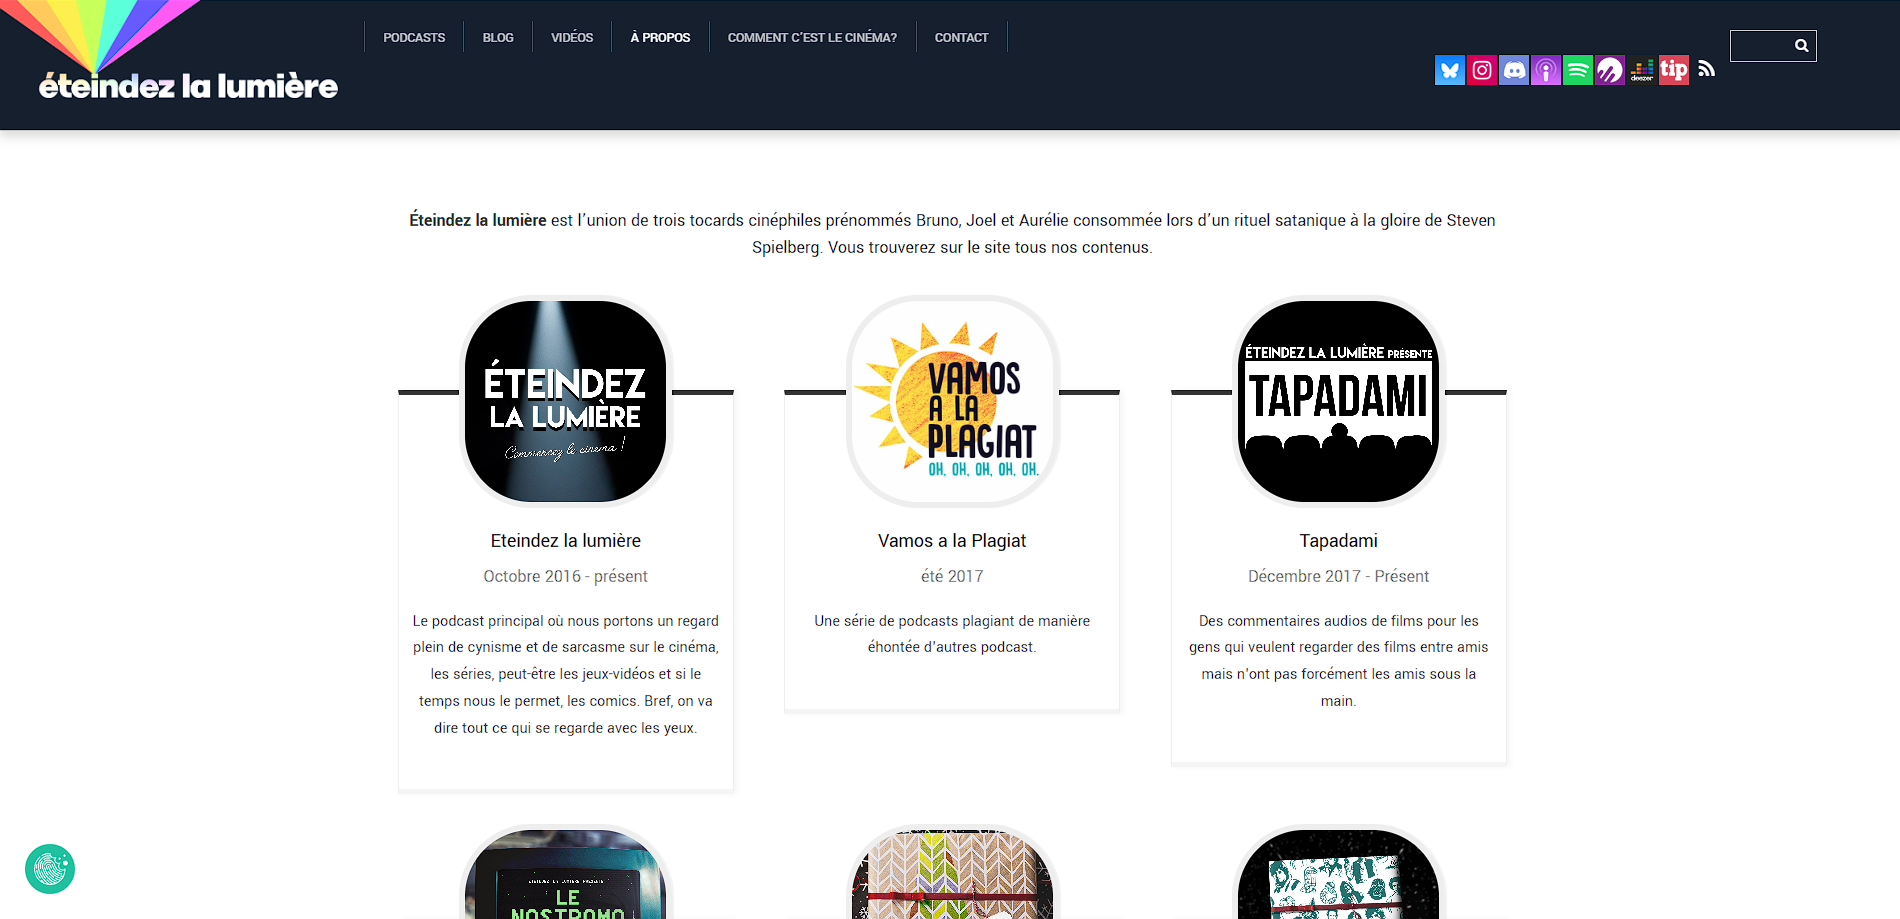 PODCASTS
BLOG
VIDÉOS
À PROPOS
COMMENT C'EST LE CINÉMA?
CONTACT
éteindez la lumière
deezer
tip
Éteindez la lumière est l'union de trois tocards cinéphiles prénommés Bruno, Joel et Aurélie consommée lors d'un rituel satanique à la gloire de Steven
Spielberg. Vous trouverez sur le site tous nos contenus.
ÉTEINDEZ
LA LUMIÈRE
Commencez le cinéma !
Eteindez la lumière
Octobre 2016 - présent
Le podcast principal où nous portons un regard
plein de cynisme et de sarcasme sur le cinéma,
les séries, peut-être les jeux-vidéos et si le
temps nous le permet, les comics. Bref, on va
dire tout ce qui se regarde avec les yeux.
VAMOS
A LA
PLAGIAT
OH, OH, OH, OH, OH.
Vamos a la Plagiat
été 2017
Une série de podcasts plagiant de manière
éhontée d'autres podcast.
ÉTEINDEZ LA LUMIÈRE PRÉSENTE
TAPADAMI
Tapadami
Décembre 2017 - Présent
Des commentaires audios de films pour les
gens qui veulent regarder des films entre amis
mais n'ont pas forcément les amis sous la
main.
ÉTEINDEZ LA LUMIÈRE PRÉSENTE
LE
NOSTROMO